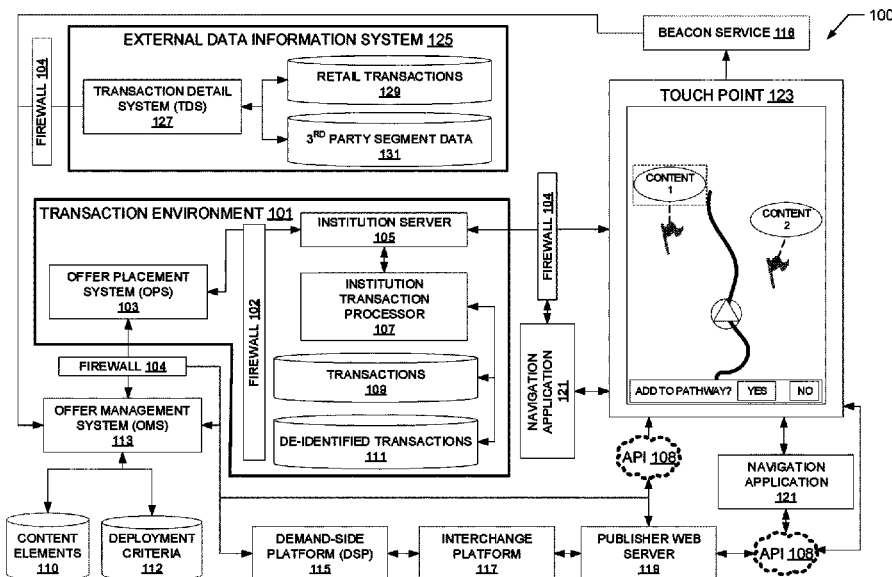 100
BEACON SERVICE 116
EXTERNAL DATA INFORMATION SYSTEM 125
FIREWALL 104
TRANSACTION DETAIL
SYSTEM (TDS)
127
RETAIL TRANSACTIONS
129
3RD PARTY SEGMENT DATA
131
TOUCH POINT 123
CONTENT
1
CONTENT
2
ADD TO PATHWAY? YES NO
TRANSACTION ENVIRONMENT 101
INSTITUTION SERVER
105
FIREWALL 104
OFFER PLACEMENT
SYSTEM (OPS)
103
FIREWALL 102
INSTITUTION
TRANSACTION
PROCESSOR
107
TRANSACTIONS
109
DE-IDENTIFIED TRANSACTIONS
111
NAVIGATION
APPLICATION
121
FIREWALL 104
OFFER MANAGEMENT
SYSTEM (OMS)
113
API 108
NAVIGATION
APPLICATION
121
CONTENT
ELEMENTS
110
DEPLOYMENT
CRITERIA
112
DEMAND-SIDE
PLATFORM (DSP)
115
INTERCHANGE
PLATFORM
117
PUBLISHER WEB
SERVER
119
API 108